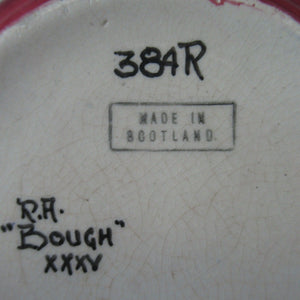 384R
MADE IN
SCOTLAND
R.A.
"BOUGH"
XXXV